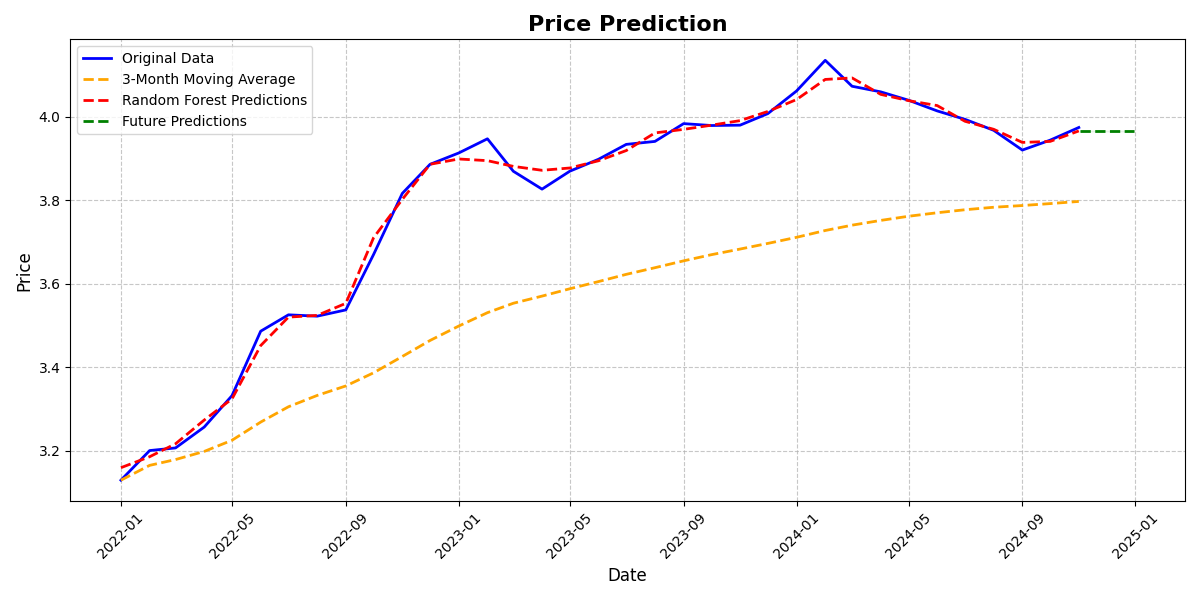 Price Prediction
Original Data
3-Month Moving Average
Random Forest Predictions
Future Predictions
Price
4.0
3.8
3.6
3.4
3.2
2022-01
2022-05
2022-09
2023-01
2023-05
2023-09
2024-01
2024-05
2024-09
2025-01
Date